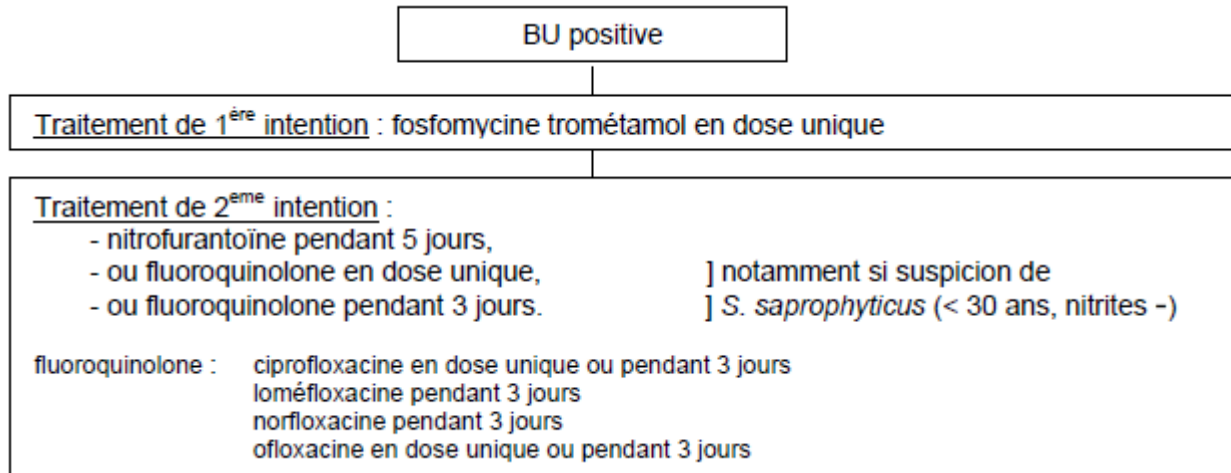 BU positive
Traitement de 1ère intention : fosfomycine trométamol en dose unique
Traitement de 2eme intention :
- nitrofurantoïne pendant 5 jours,
- ou fluoroquinolone en dose unique, ] notamment si suspicion de
- ou fluoroquinolone pendant 3 jours. ] S. saprophyticus (< 30 ans, nitrites -)
fluoroquinolone : ciprofloxacine en dose unique ou pendant 3 jours
loméfloxacine pendant 3 jours
norfloxacine pendant 3 jours
ofloxacine en dose unique ou pendant 3 jours